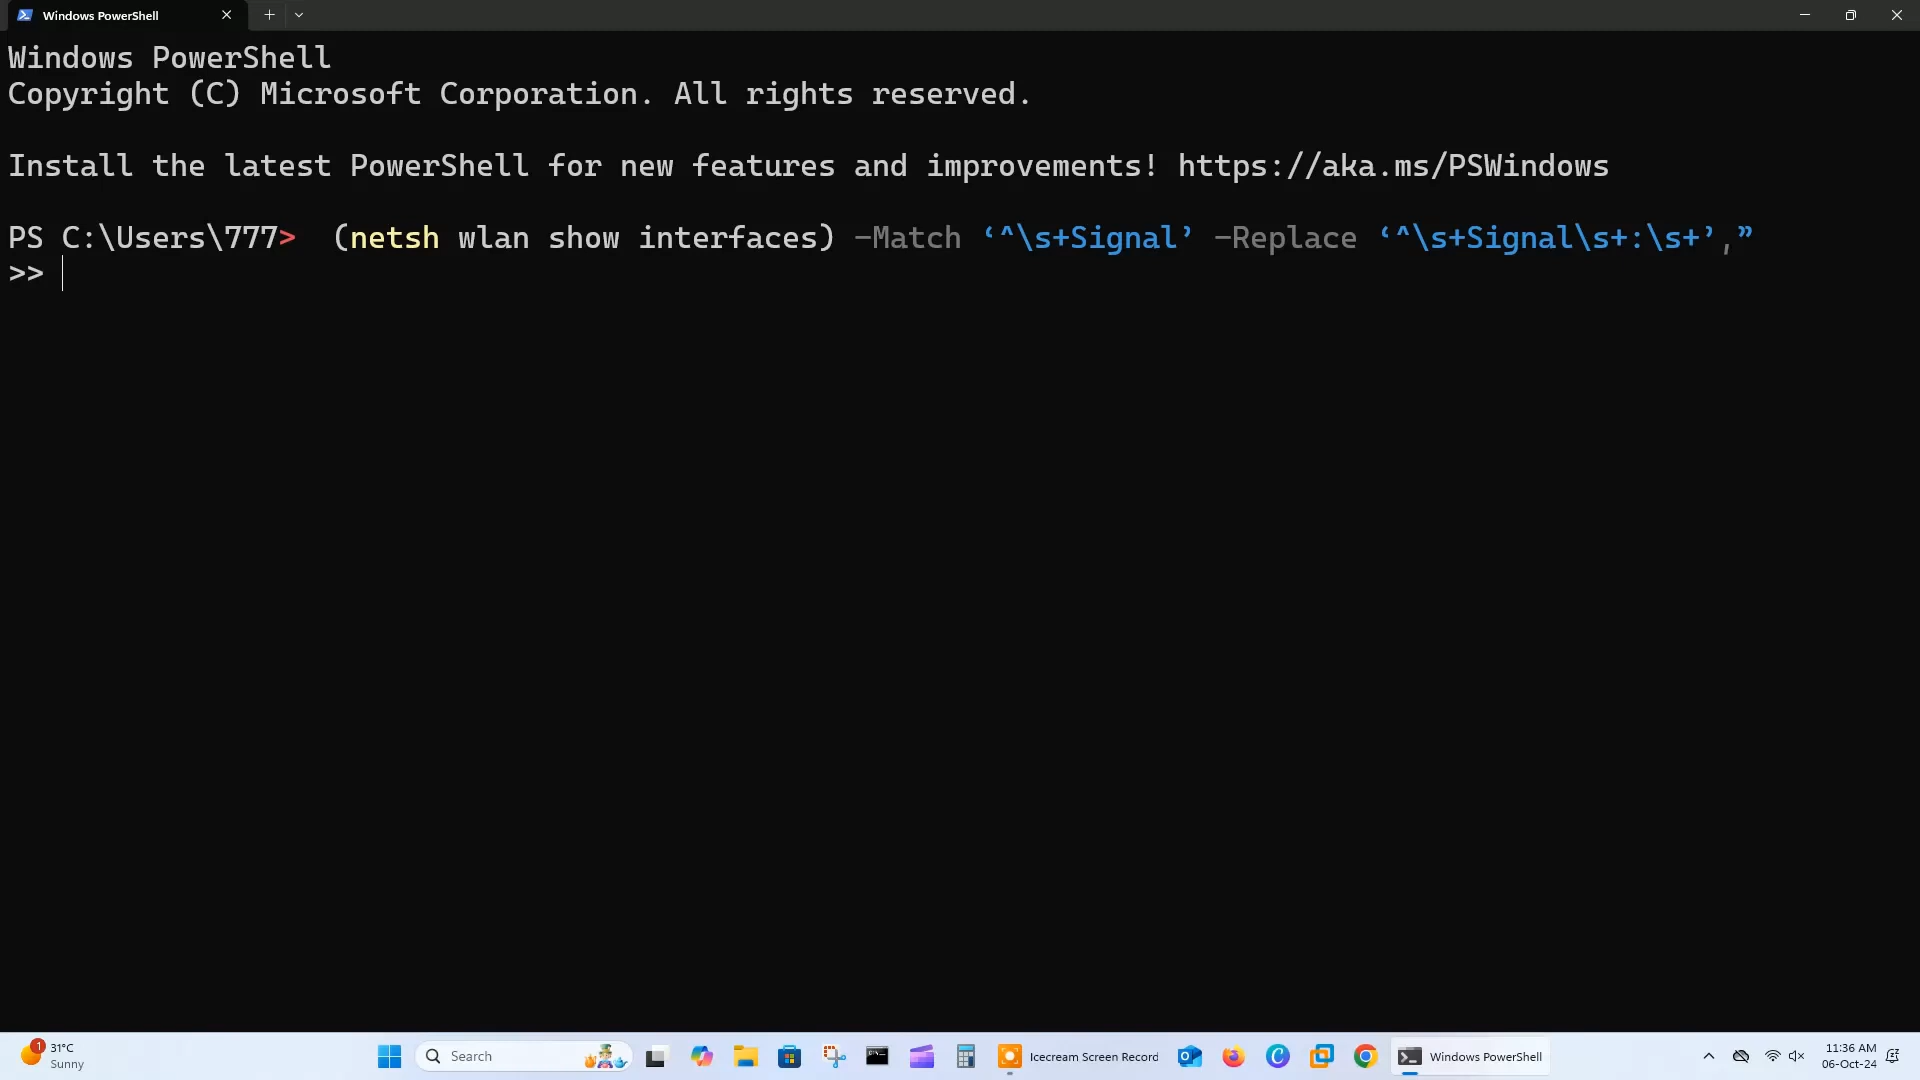 Windows PowerShell
Windows PowerShell
Copyright (C) Microsoft Corporation. All rights reserved.
Install the latest PowerShell for new features and improvements! https://aka.ms/PSWindows
PS C:\Users\777>  (netsh wlan show interfaces) -Match ‘^\s+Signal’ -Replace ‘^\s+Signal\s+:\s+’,”
>>
1
31°C
Sunny
Search
Icecream Screen Record
Windows PowerShell
11:36 AM
06-Oct-24